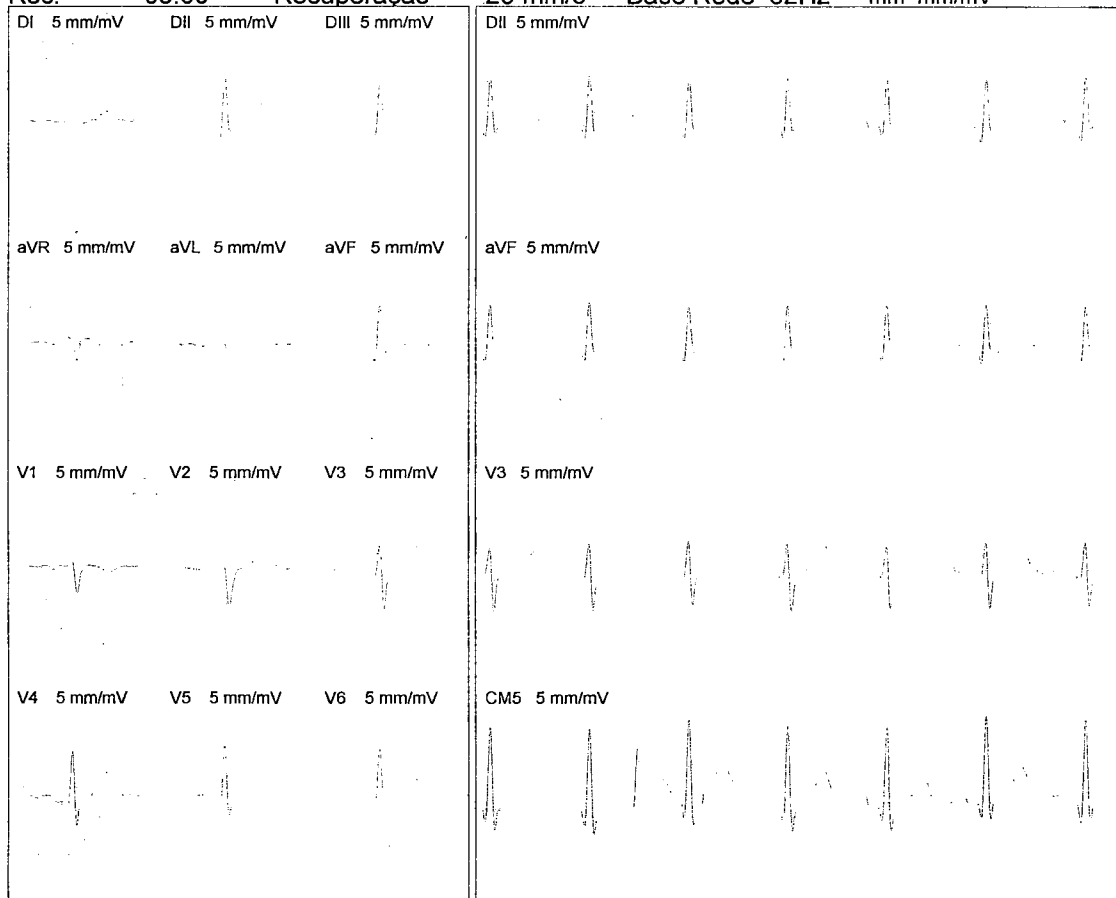 Recuperação
DI 5 mm/mV DII 5 mm/mV DIII 5 mm/mV DII 5 mm/mV
aVR 5 mm/mV aVL 5 mm/mV aVF 5 mm/mV aVF 5 mm/mV
V1 5 mm/mV V2 5 mm/mV V3 5 mm/mV V3 5 mm/mV
V4 5 mm/mV V5 5 mm/mV V6 5 mm/mV CM5 5 mm/mV